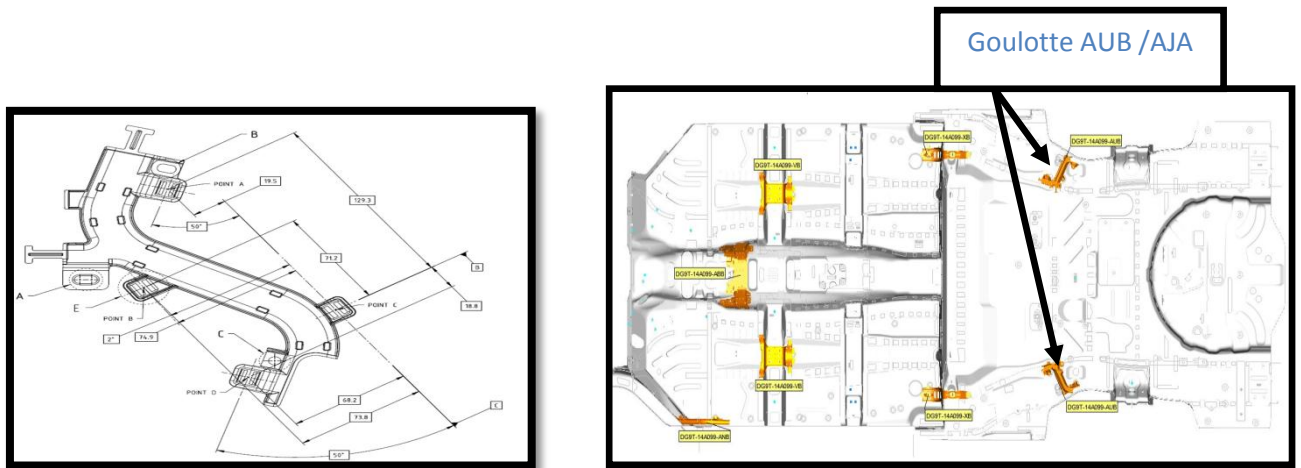 Goulotte AUB /AJA
B
POINT A
19.5
129.3
50°
71.2
B
A
E
POINT B
POINT C
18.8
2°
74.9
C
POINT D
68.2
73.8
C
50°
DG9T-14A099-XB
DG9T-14A099-AUB
DG9T-14A099-VB
DG9T-14A099-ABB
DG9T-14A099-VB
DG9T-14A099-XB
DG9T-14A099-AUB
DG9T-14A099-ANB